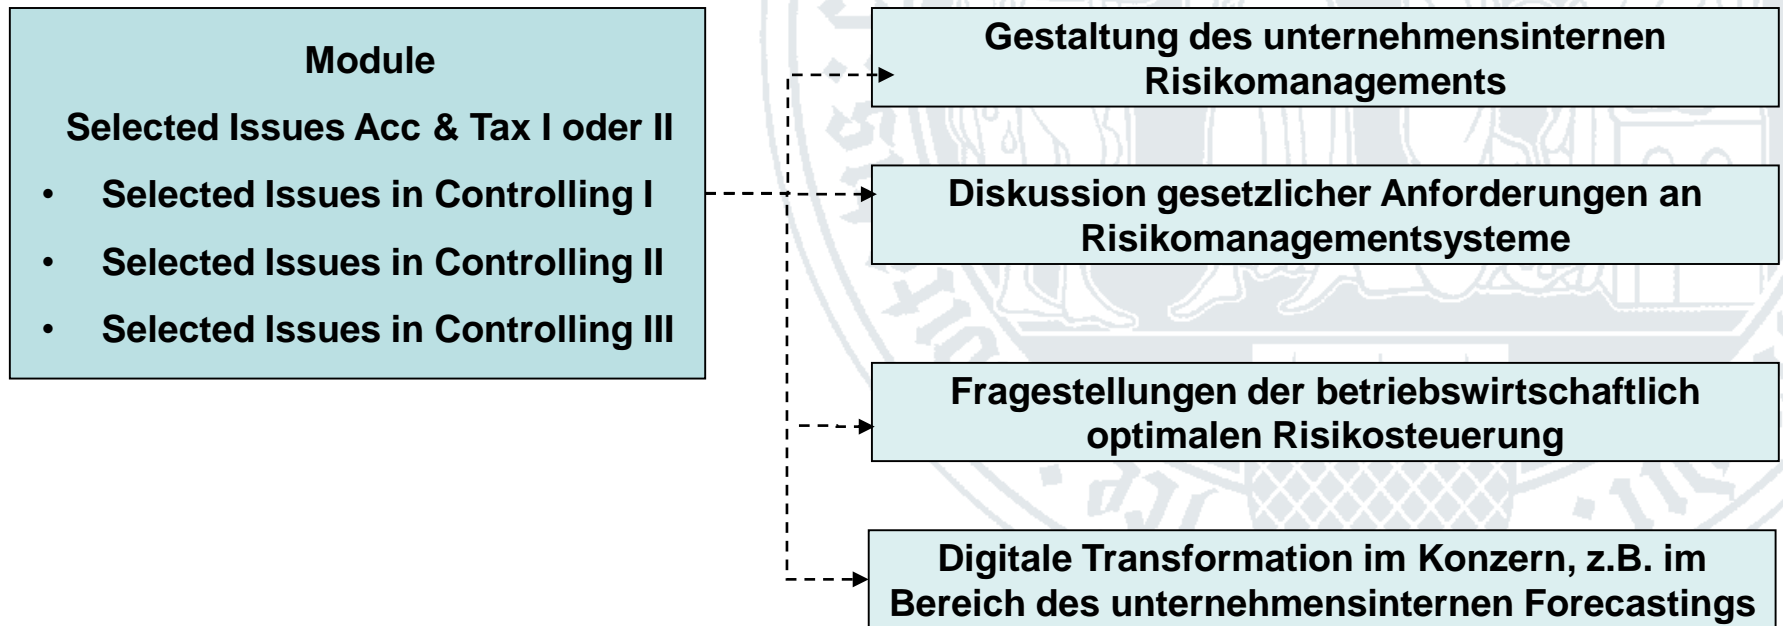 Module
Selected Issues Acc & Tax I oder II
• Selected Issues in Controlling I
• Selected Issues in Controlling II
• Selected Issues in Controlling III
Gestaltung des unternehmensinternen
Risikomanagements
Diskussion gesetzlicher Anforderungen an
Risikomanagementsysteme
Fragestellungen der betriebswirtschaftlich
optimalen Risikosteuerung
Digitale Transformation im Konzern, z.B. im
Bereich des unternehmensinternen Forecastings